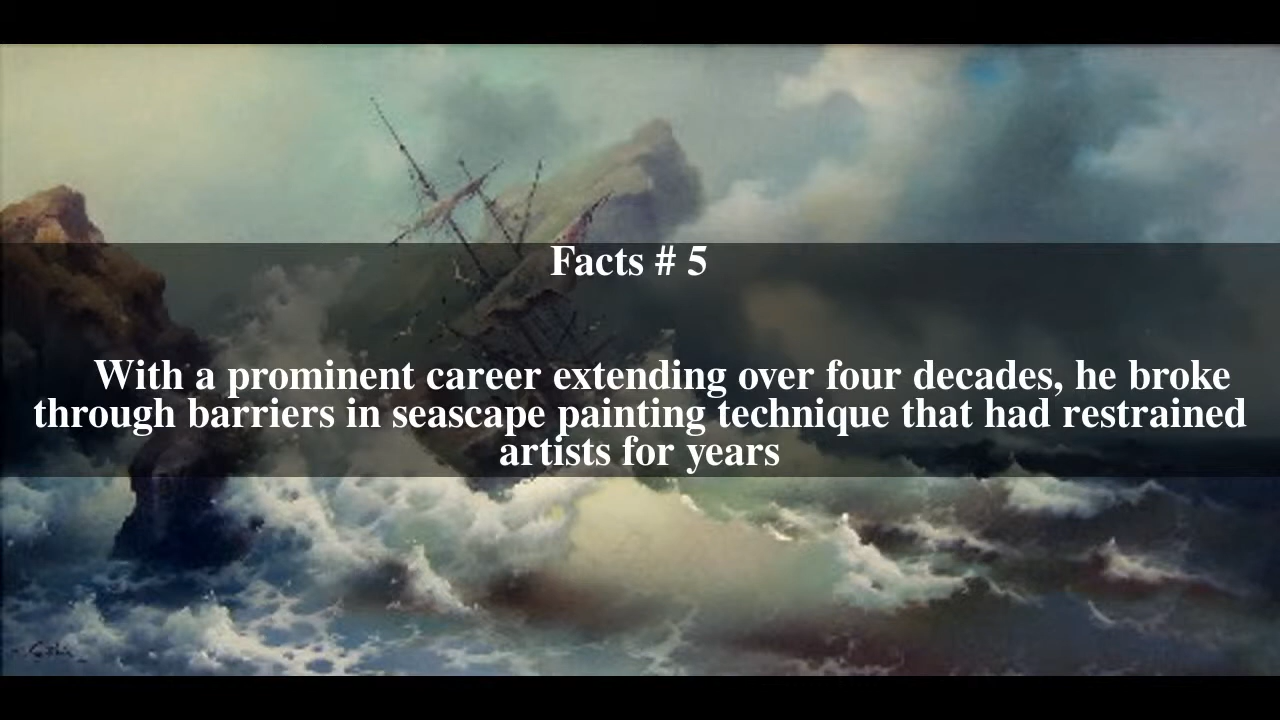 Facts # 5
With a prominent career extending over four decades, he broke
through barriers in seascape painting technique that had restrained
artists for years